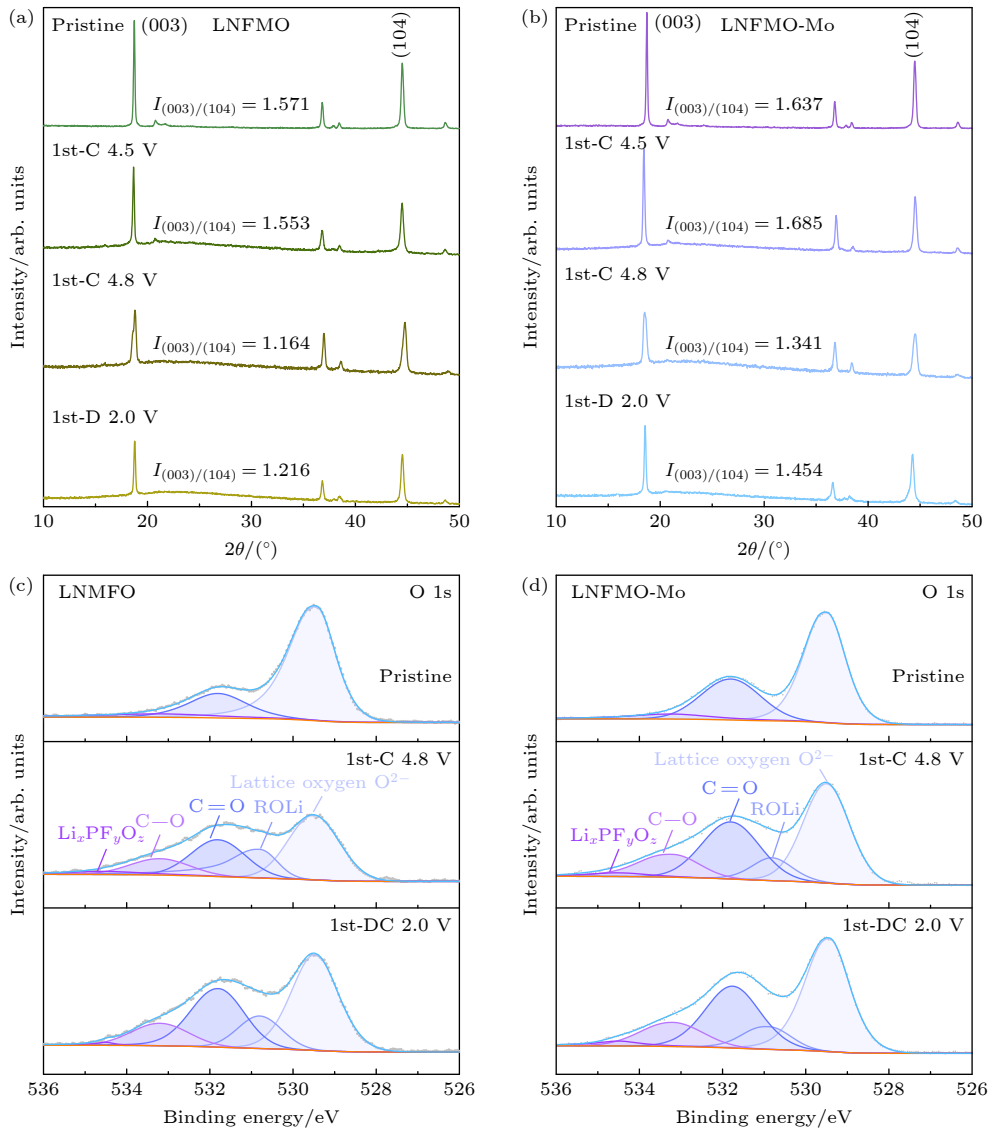 (a)
Pristine (003) LNFMO (104)
I(003)/(104) = 1.571
1st-C 4.5 V
I(003)/(104) = 1.553
1st-C 4.8 V
I(003)/(104) = 1.164
1st-D 2.0 V
I(003)/(104) = 1.216
Intensity/arb. units
10 20 30 40 50
2θ/(°)
(b)
Pristine (003) LNFMO-Mo (104)
I(003)/(104) = 1.637
1st-C 4.5 V
I(003)/(104) = 1.685
1st-C 4.8 V
I(003)/(104) = 1.341
1st-D 2.0 V
I(003)/(104) = 1.454
Intensity/arb. units
10 20 30 40 50
2θ/(°)
(c)
LNMFO O 1s
Pristine
1st-C 4.8 V
Lattice oxygen O²⁻
C=O ROLi
C−O
LiₓPFᵧO_z
1st-DC 2.0 V
Intensity/arb. units
536 534 532 530 528 526
Binding energy/eV
(d)
LNFMO-Mo O 1s
Pristine
1st-C 4.8 V
Lattice oxygen O²⁻
C=O
C−O ROLi
LiₓPFᵧO_z
1st-DC 2.0 V
Intensity/arb. units
536 534 532 530 528 526
Binding energy/eV